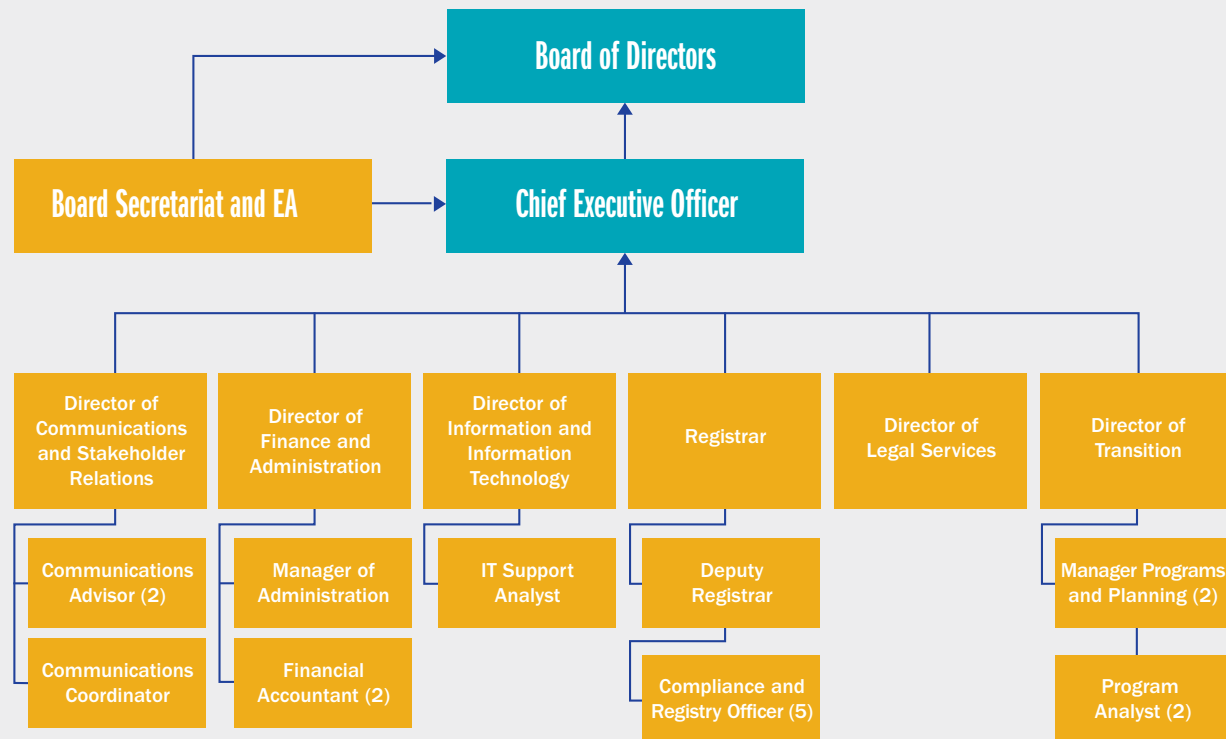 Board of Directors
Board Secretariat and EA
Chief Executive Officer
Director of
Communications
and Stakeholder
Relations
Director of
Finance and
Administration
Director of
Information and
Information
Technology
Registrar
Director of
Legal Services
Director of
Transition
Communications
Advisor (2)
Manager of
Administration
IT Support
Analyst
Deputy
Registrar
Manager Programs
and Planning (2)
Communications
Coordinator
Financial
Accountant (2)
Compliance and
Registry Officer (5)
Program
Analyst (2)